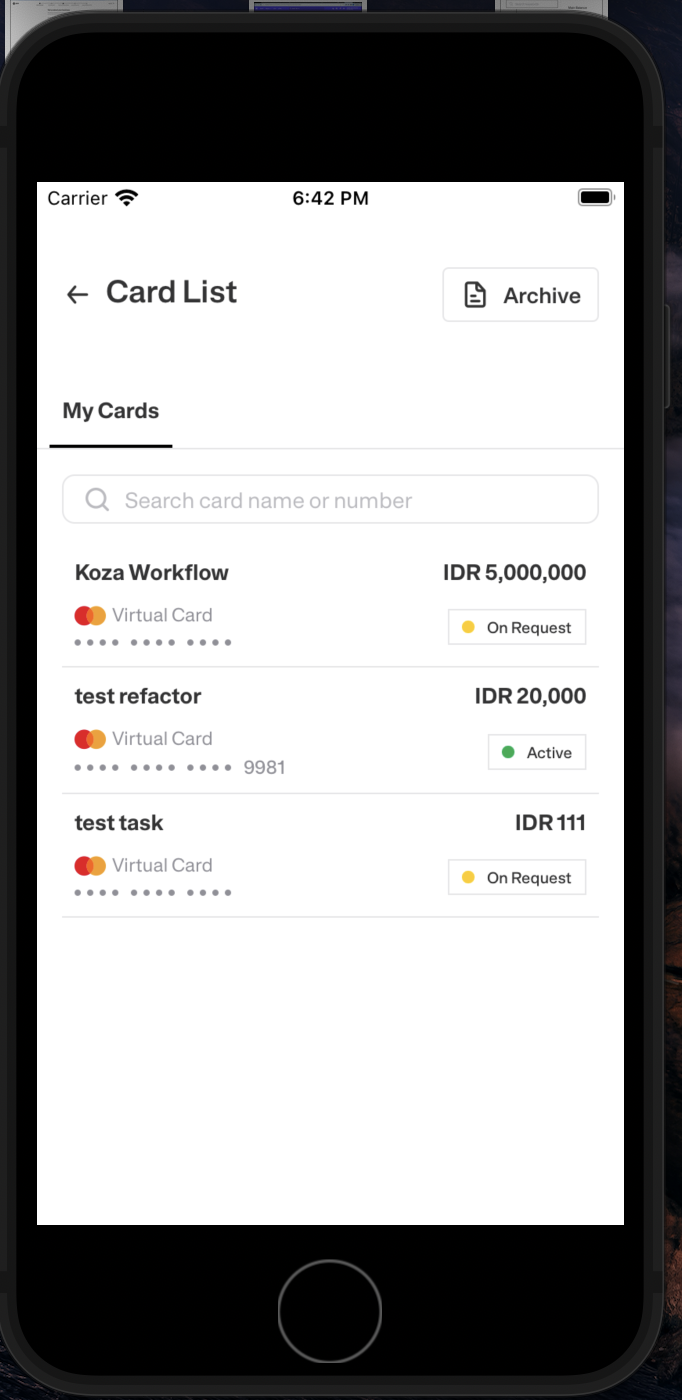 Carrier 6:42 PM
Card List
Archive
My Cards
Search card name or number
Koza Workflow IDR 5,000,000
Virtual Card
•••• •••• ••••
On Request
test refactor IDR 20,000
Virtual Card
•••• •••• •••• 9981
Active
test task IDR 111
Virtual Card
•••• •••• ••••
On Request